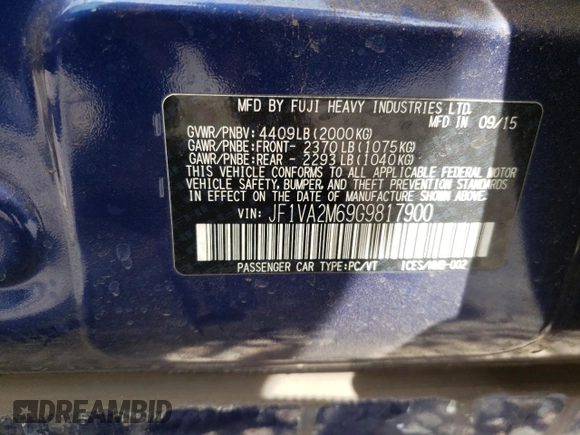 MFD BY FUJI HEAVY INDUSTRIES LTD.
MFD IN 09/15
GVWR/PNBV: 4409LB(2000KG)
GAWR/PNBE:FRONT- 2370LB(1075KG)
GAWR/PNBE:REAR - 2293LB(1040KG)
THIS VEHICLE CONFORMS TO ALL APPLICABLE FEDERAL MOTOR
VEHICLE SAFETY, BUMPER, AND THEFT PREVENTION STANDARDS
IN EFFECT ON THE DATE OF MANUFACTURE SHOWN ABOVE.
VIN: JF1VA2M69G9817900
PASSENGER CAR TYPE:PC/VT ICES/NMB-002
DREAMBID